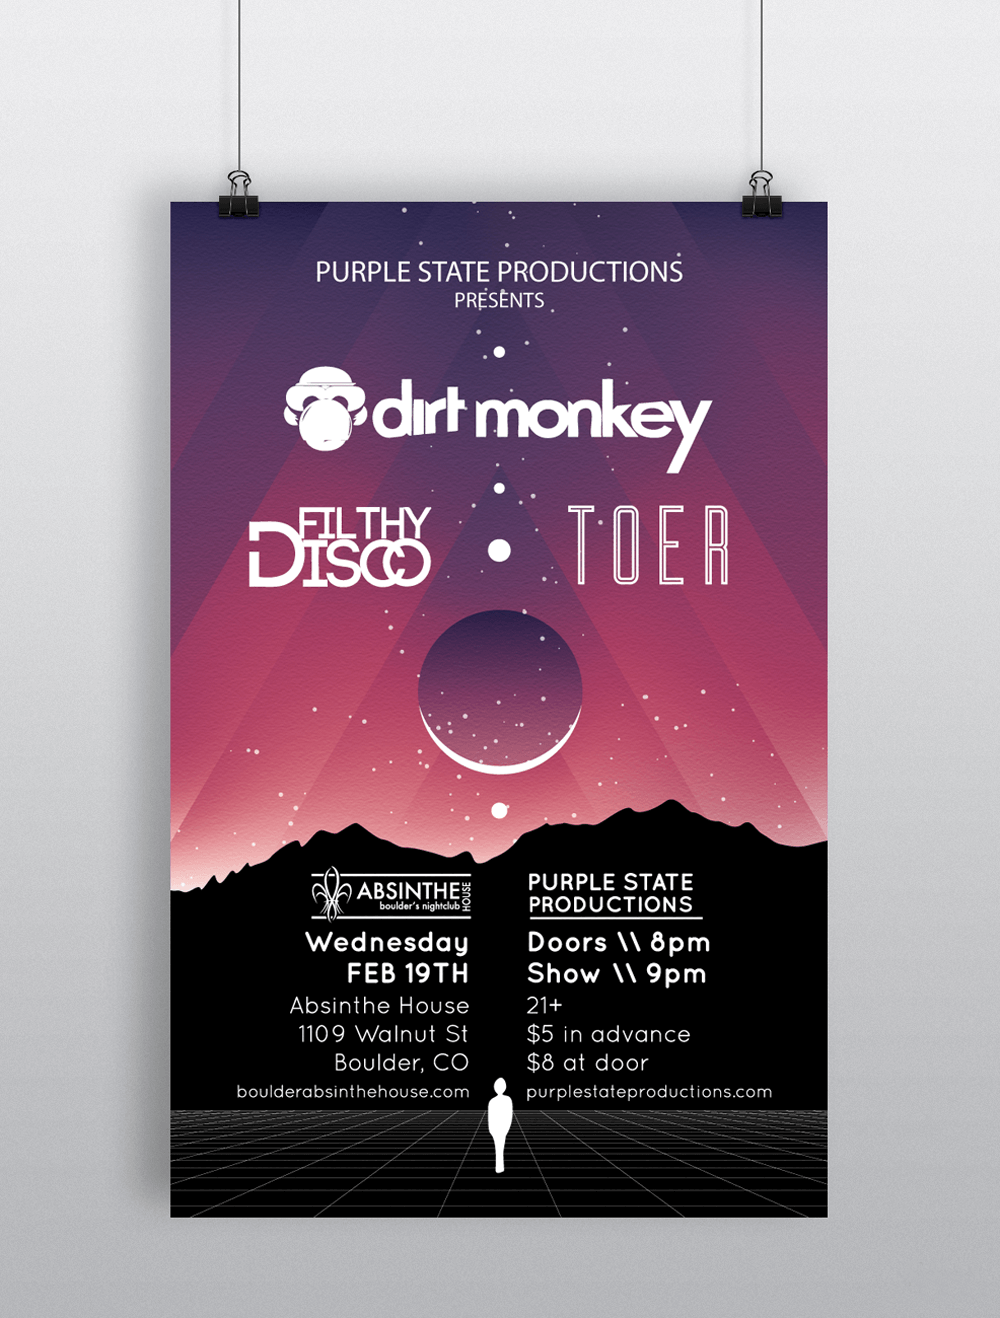 PURPLE STATE PRODUCTIONS
PRESENTS
dirt monkey
FILTHY
DISCO
TOER
ABSINTHE HOUSE
boulder's nightclub
Wednesday
FEB 19TH
Absinthe House
1109 Walnut St
Boulder, CO
boulderabsinthehouse.com
PURPLE STATE
PRODUCTIONS
Doors \\ 8pm
Show \\ 9pm
21+
$5 in advance
$8 at door
purplestateproductions.com